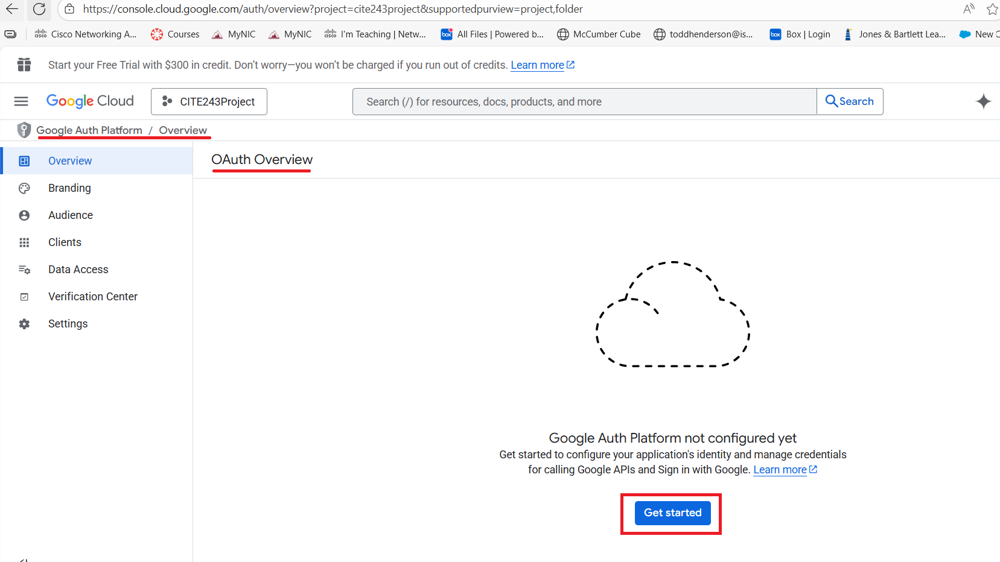 https://console.cloud.google.com/auth/overview?project=cite243project&supportedpurview=project,folder
Cisco Networking A... Courses MyNIC MyNIC I'm Teaching | Netw... All Files | Powered b... McCumber Cube toddhenderson@is... Box | Login Jones & Bartlett Lea... New C
Start your Free Trial with $300 in credit. Don’t worry—you won’t be charged if you run out of credits. Learn more
Google Cloud CITE243Project Search (/) for resources, docs, products, and more Search
Google Auth Platform / Overview
Overview
Branding
Audience
Clients
Data Access
Verification Center
Settings
OAuth Overview
Google Auth Platform not configured yet
Get started to configure your application's identity and manage credentials
for calling Google APIs and Sign in with Google. Learn more
Get started